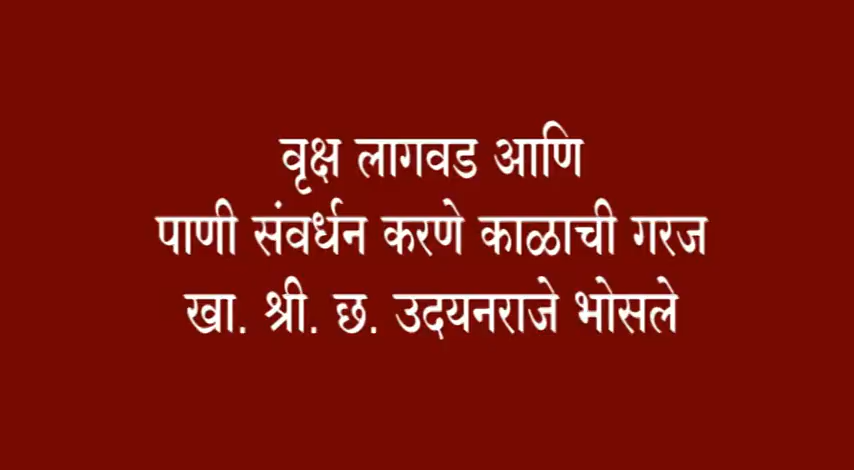 वृक्ष लागवड आणि
पाणी संवर्धन करणे काळाची गरज
खा. श्री. छ. उदयनराजे भोसले